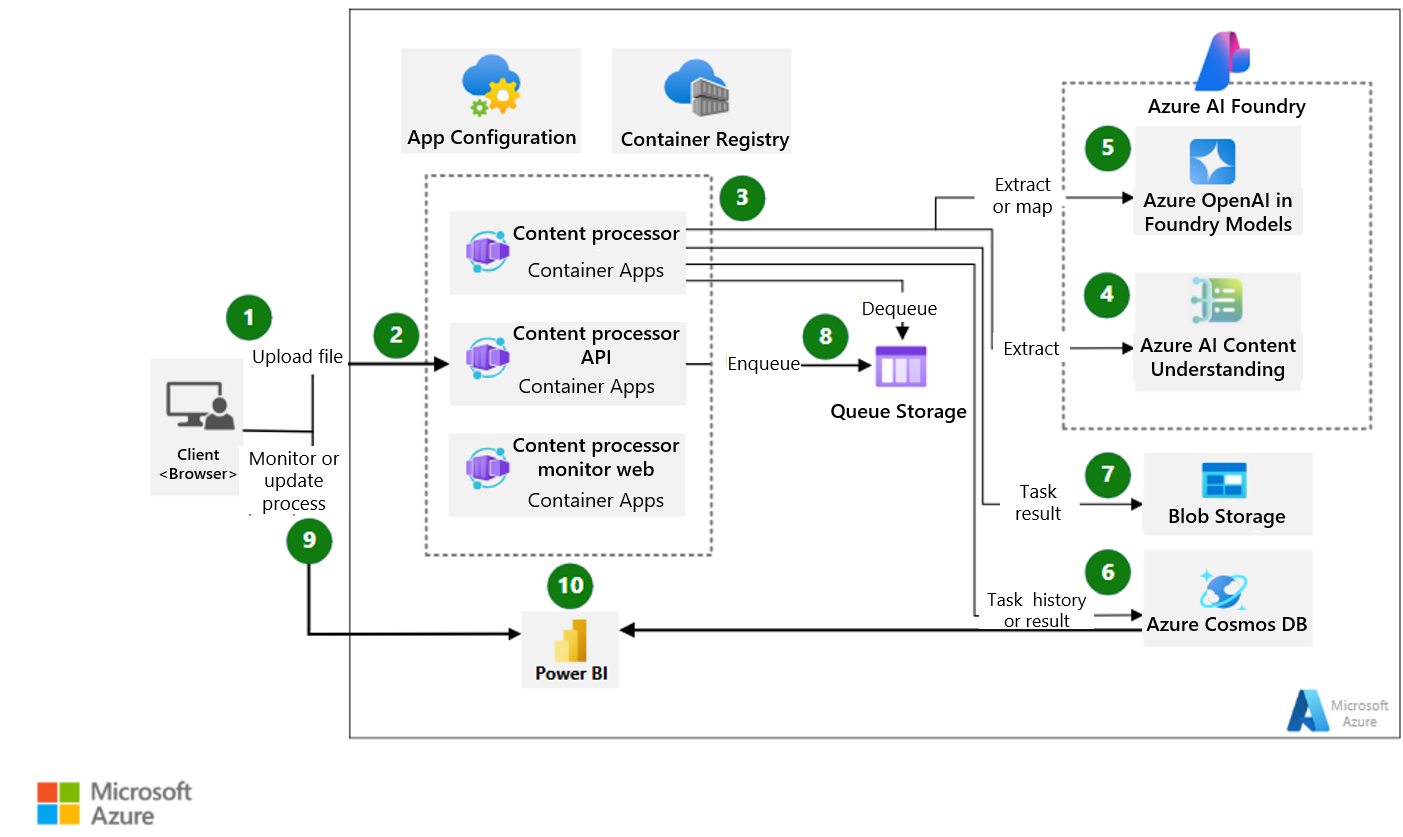 Azure AI Foundry
App Configuration
Container Registry
5
Azure OpenAI in
Foundry Models
Extract
or map
3
Content processor
Container Apps
4
Azure AI Content
Understanding
Extract
1
Upload file
2
Content processor
API
Container Apps
8
Dequeue
Enqueue
Queue Storage
Client
<Browser>
Monitor or
update
process
Content processor
monitor web
Container Apps
7
Task
result
Blob Storage
9
10
6
Task history
or result
Azure Cosmos DB
Power BI
Microsoft
Azure
Microsoft
Azure